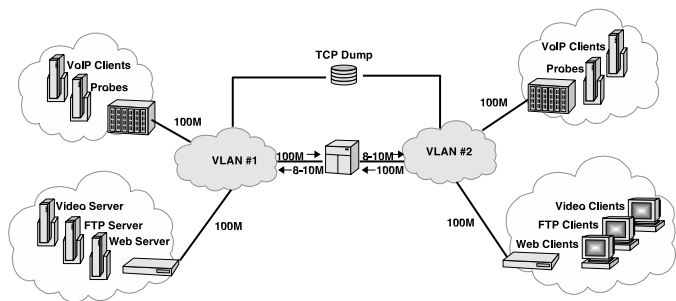 TCP Dump
VoIP Clients
Probes
VoIP Clients
Probes
100M
100M
VLAN #1
100M
8-10M
8-10M
100M
VLAN #2
Video Server
FTP Server
Web Server
100M
100M
Video Clients
FTP Clients
Web Clients